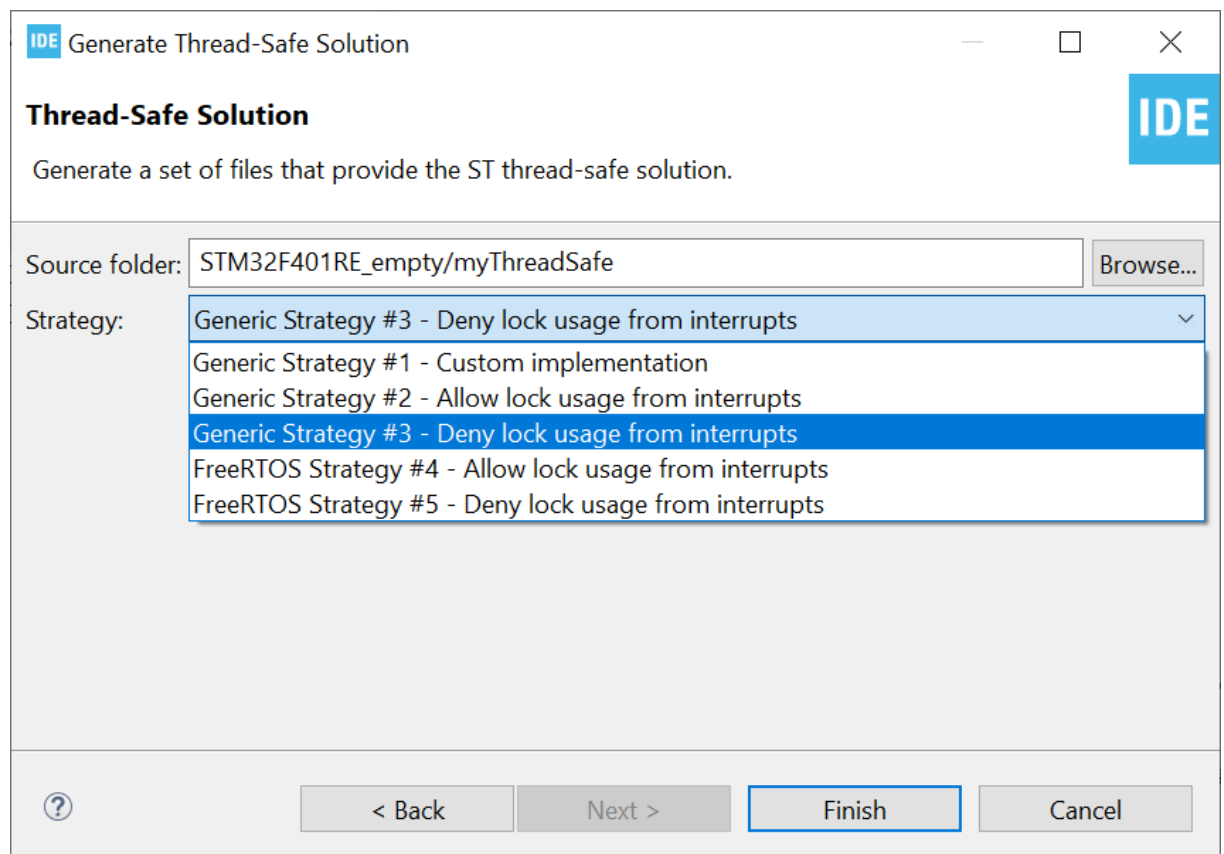 IDE Generate Thread-Safe Solution
Thread-Safe Solution
IDE
Generate a set of files that provide the ST thread-safe solution.
Source folder: STM32F401RE_empty/myThreadSafe Browse...
Strategy: Generic Strategy #3 - Deny lock usage from interrupts
Generic Strategy #1 - Custom implementation
Generic Strategy #2 - Allow lock usage from interrupts
Generic Strategy #3 - Deny lock usage from interrupts
FreeRTOS Strategy #4 - Allow lock usage from interrupts
FreeRTOS Strategy #5 - Deny lock usage from interrupts
? < Back Next > Finish Cancel